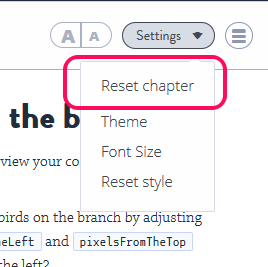 A A Settings
Reset chapter
the b
Theme
view your co
Font Size
Reset style
birds on the branch by adjusting
eLeft and pixelsFromTheTop
the left?